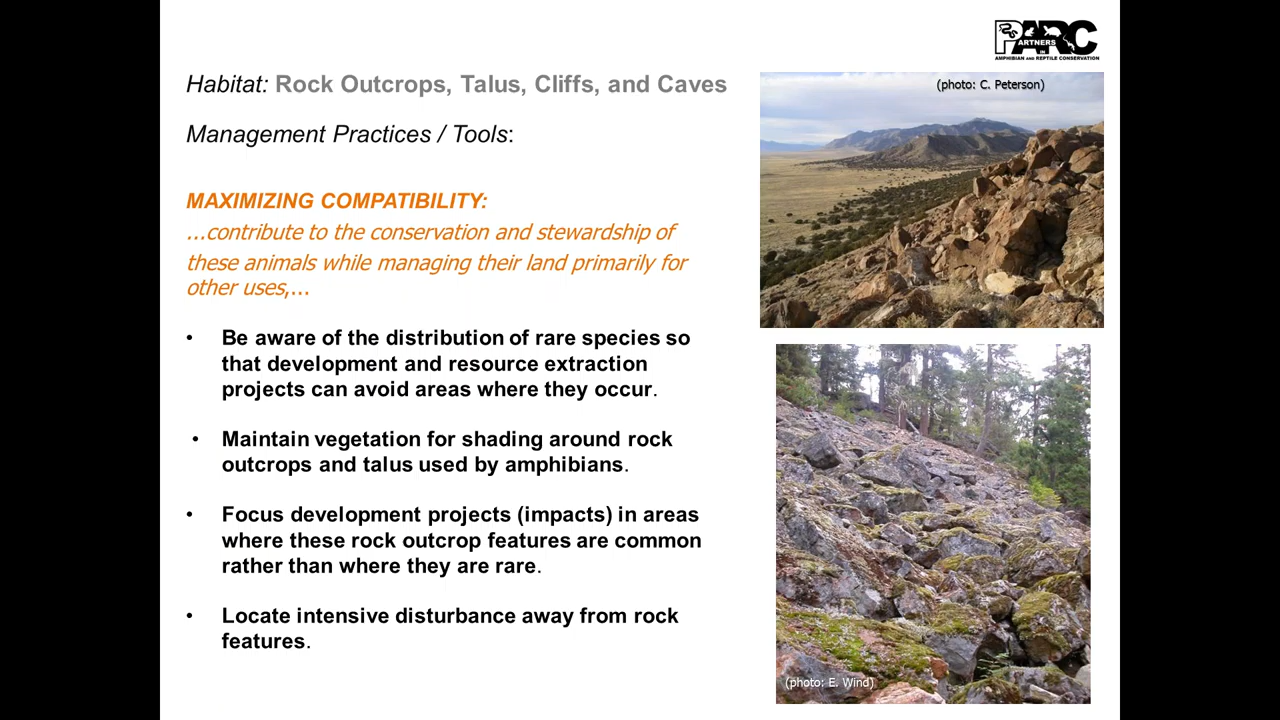 PARC
PARTNERS
IN
AMPHIBIAN AND REPTILE CONSERVATION
Habitat: Rock Outcrops, Talus, Cliffs, and Caves
(photo: C. Peterson)
Management Practices / Tools:
MAXIMIZING COMPATIBILITY:
...contribute to the conservation and stewardship of
these animals while managing their land primarily for
other uses,...
• Be aware of the distribution of rare species so
that development and resource extraction
projects can avoid areas where they occur.
• Maintain vegetation for shading around rock
outcrops and talus used by amphibians.
• Focus development projects (impacts) in areas
where these rock outcrop features are common
rather than where they are rare.
• Locate intensive disturbance away from rock
features.
(photo: E. Wind)